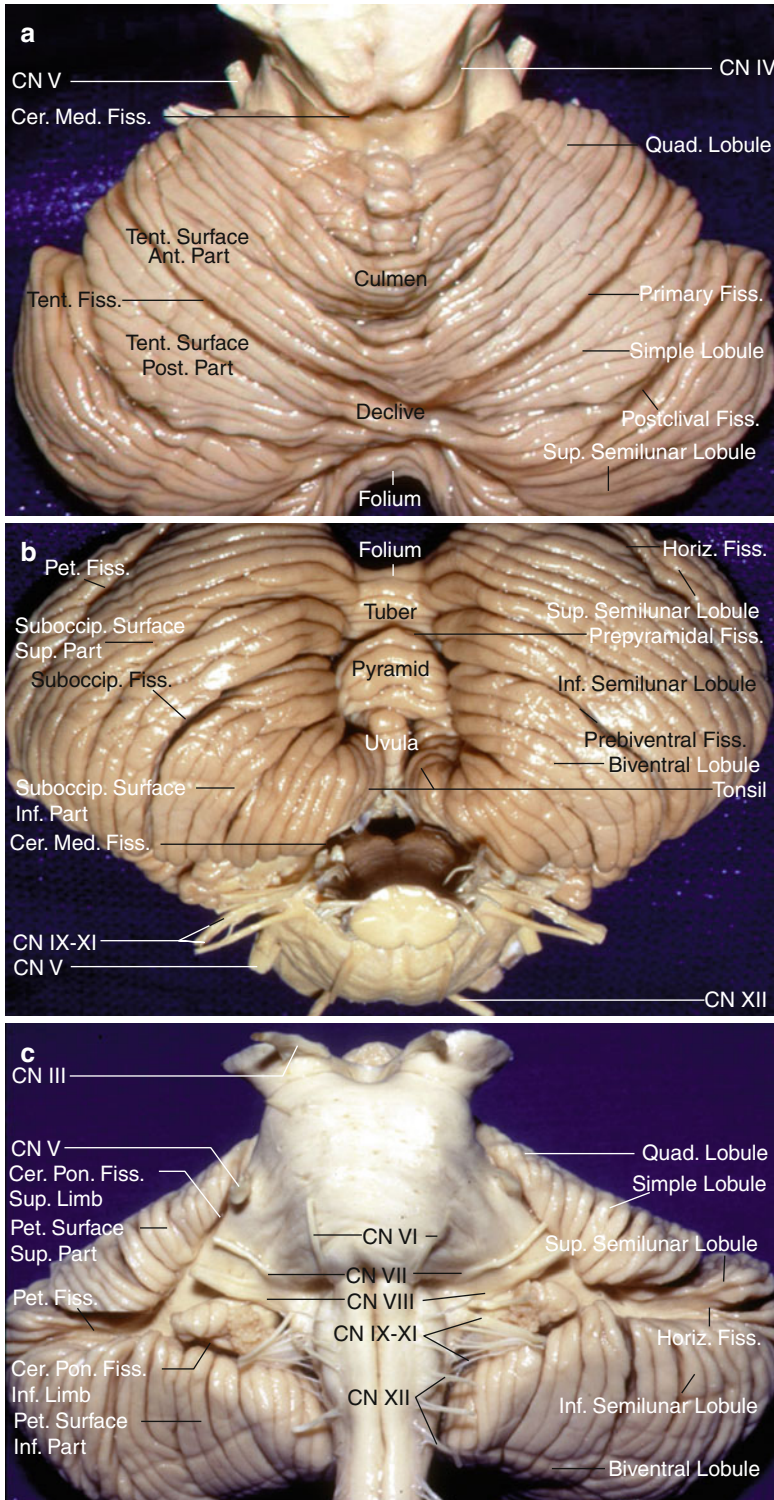 a
CN V
CN IV
Cer. Med. Fiss.
Quad. Lobule
Tent. Surface
Ant. Part
Culmen
Tent. Fiss.
Primary Fiss.
Tent. Surface
Post. Part
Simple Lobule
Declive
Postclival Fiss.
Sup. Semilunar Lobule
Folium
b
Folium
Horiz. Fiss.
Pet. Fiss.
Tuber
Sup. Semilunar Lobule
Suboccip. Surface
Sup. Part
Prepyramidal Fiss.
Pyramid
Suboccip. Fiss.
Inf. Semilunar Lobule
Uvula
Prebiventral Fiss.
Biventral Lobule
Suboccip. Surface
Inf. Part
Tonsil
Cer. Med. Fiss.
CN IX-XI
CN V
CN XII
c
CN III
CN V
Quad. Lobule
Cer. Pon. Fiss.
Sup. Limb
Simple Lobule
Pet. Surface
Sup. Part
CN VI
Sup. Semilunar Lobule
CN VII
Pet. Fiss.
CN VIII
CN IX-XI
Horiz. Fiss.
Cer. Pon. Fiss.
Inf. Limb
CN XII
Inf. Semilunar Lobule
Pet. Surface
Inf. Part
Biventral Lobule